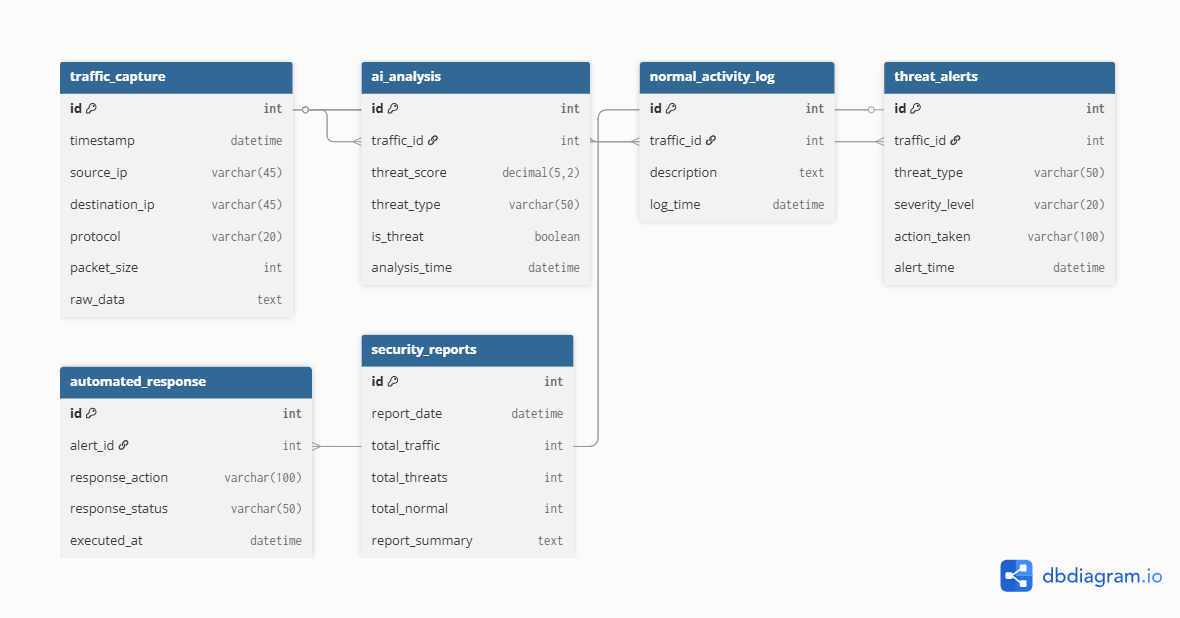 traffic_capture
id int
timestamp datetime
source_ip varchar(45)
destination_ip varchar(45)
protocol varchar(20)
packet_size int
raw_data text
ai_analysis
id int
traffic_id int
threat_score decimal(5,2)
threat_type varchar(50)
is_threat boolean
analysis_time datetime
normal_activity_log
id int
traffic_id int
description text
log_time datetime
threat_alerts
id int
traffic_id int
threat_type varchar(50)
severity_level varchar(20)
action_taken varchar(100)
alert_time datetime
automated_response
id int
alert_id int
response_action varchar(100)
response_status varchar(50)
executed_at datetime
security_reports
id int
report_date datetime
total_traffic int
total_threats int
total_normal int
report_summary text
dbdiagram.io